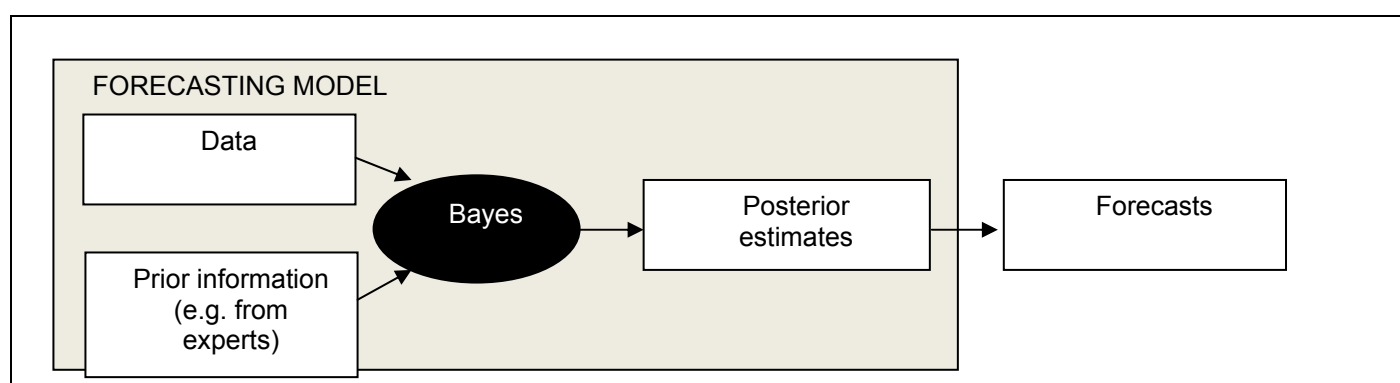 FORECASTING MODEL
Data
Bayes
Prior information
(e.g. from
experts)
Posterior
estimates
Forecasts